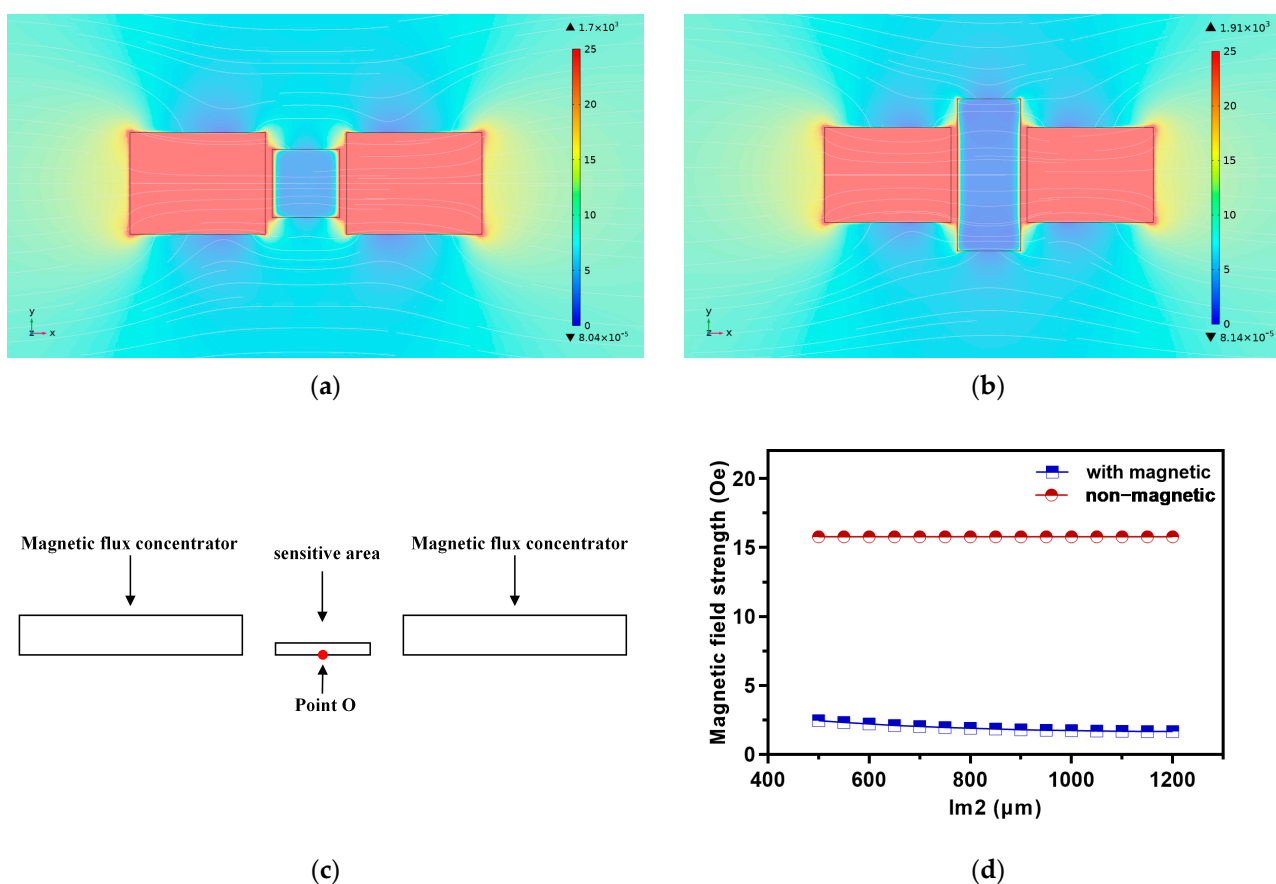 ▲ 1.7×10³
25
20
15
10
5
0
▼ 8.04×10⁻⁵
y
z x
(a)
▲ 1.91×10³
25
20
15
10
5
0
▼ 8.14×10⁻⁵
y
z x
(b)
Magnetic flux concentrator
sensitive area
Magnetic flux concentrator
Point O
(c)
with magnetic
non−magnetic
Magnetic field strength (Oe)
20
15
10
5
0
400 600 800 1000 1200
lm2 (μm)
(d)